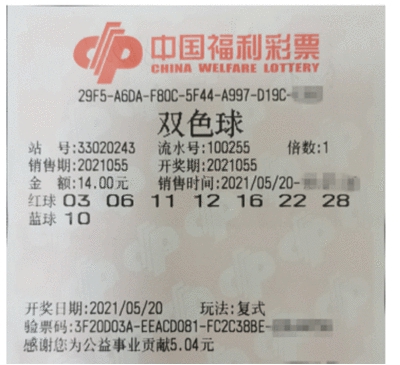 中国福利彩票
CHINA WELFARE LOTTERY
29F5-A6DA-F80C-5F44-A997-D19C-
双色球
站 号:33020243 流水号:100255 倍数:1
销售期:2021055 开奖期:2021055
金 额:14.00元 销售时间:2021/05/20-
红球 03 06 11 12 16 22 28
蓝球 10
开奖日期:2021/05/20 玩法:复式
验票码:3F20D03A-EEACD081-FC2C38BE-
感谢您为公益事业贡献5.04元